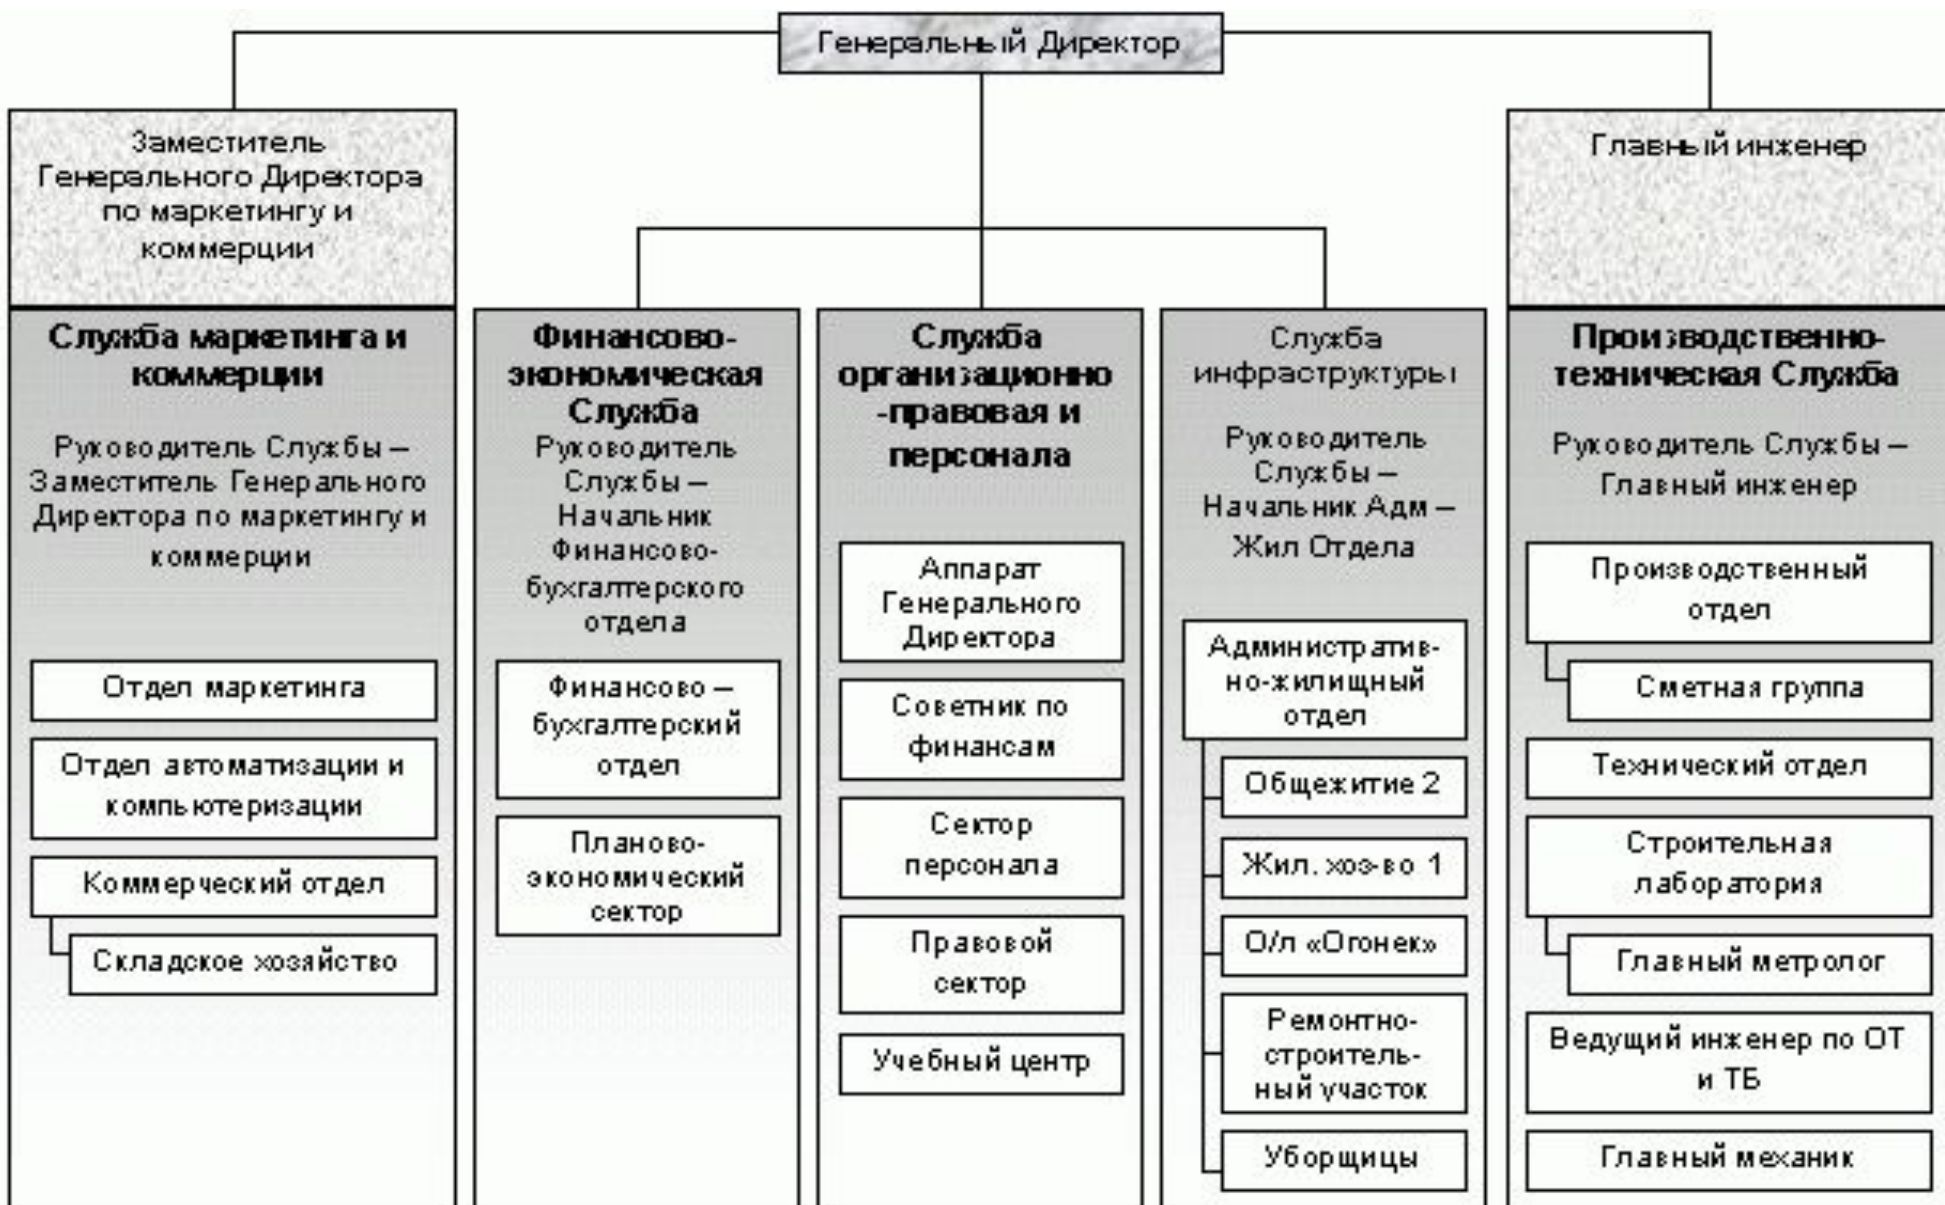 Генеральный Директор
Заместитель
Генерального Директора
по маркетингу и
коммерции
Главный инженер
Служба маркетинга и
коммерции
Руководитель Службы –
Заместитель Генерального
Директора по маркетингу и
коммерции
Отдел маркетинга
Отдел автоматизации и
компьютеризации
Коммерческий отдел
Складское хозяйство
Финансово-
экономическая
Служба
Руководитель
Службы –
Начальник
Финансово-
бухгалтерского
отдела
Финансово –
бухгалтерский
отдел
Планово-
экономический
сектор
Служба
организационно
-правовая и
персонала
Аппарат
Генерального
Директора
Советник по
финансам
Сектор
персонала
Правовой
сектор
Учебный центр
Служба
инфраструктуры
Руководитель
Службы –
Начальник Адм –
Жил Отдела
Административ-
но-жилищный
отдел
Общежитие 2
Жил. хоз-во 1
О/л «Огонек»
Ремонтно-
строитель-
ный участок
Уборщицы
Производственно-
техническая Служба
Руководитель Службы –
Главный инженер
Производственный
отдел
Сметная группа
Технический отдел
Строительная
лаборатория
Главный метролог
Ведущий инженер по ОТ
и ТБ
Главный механик